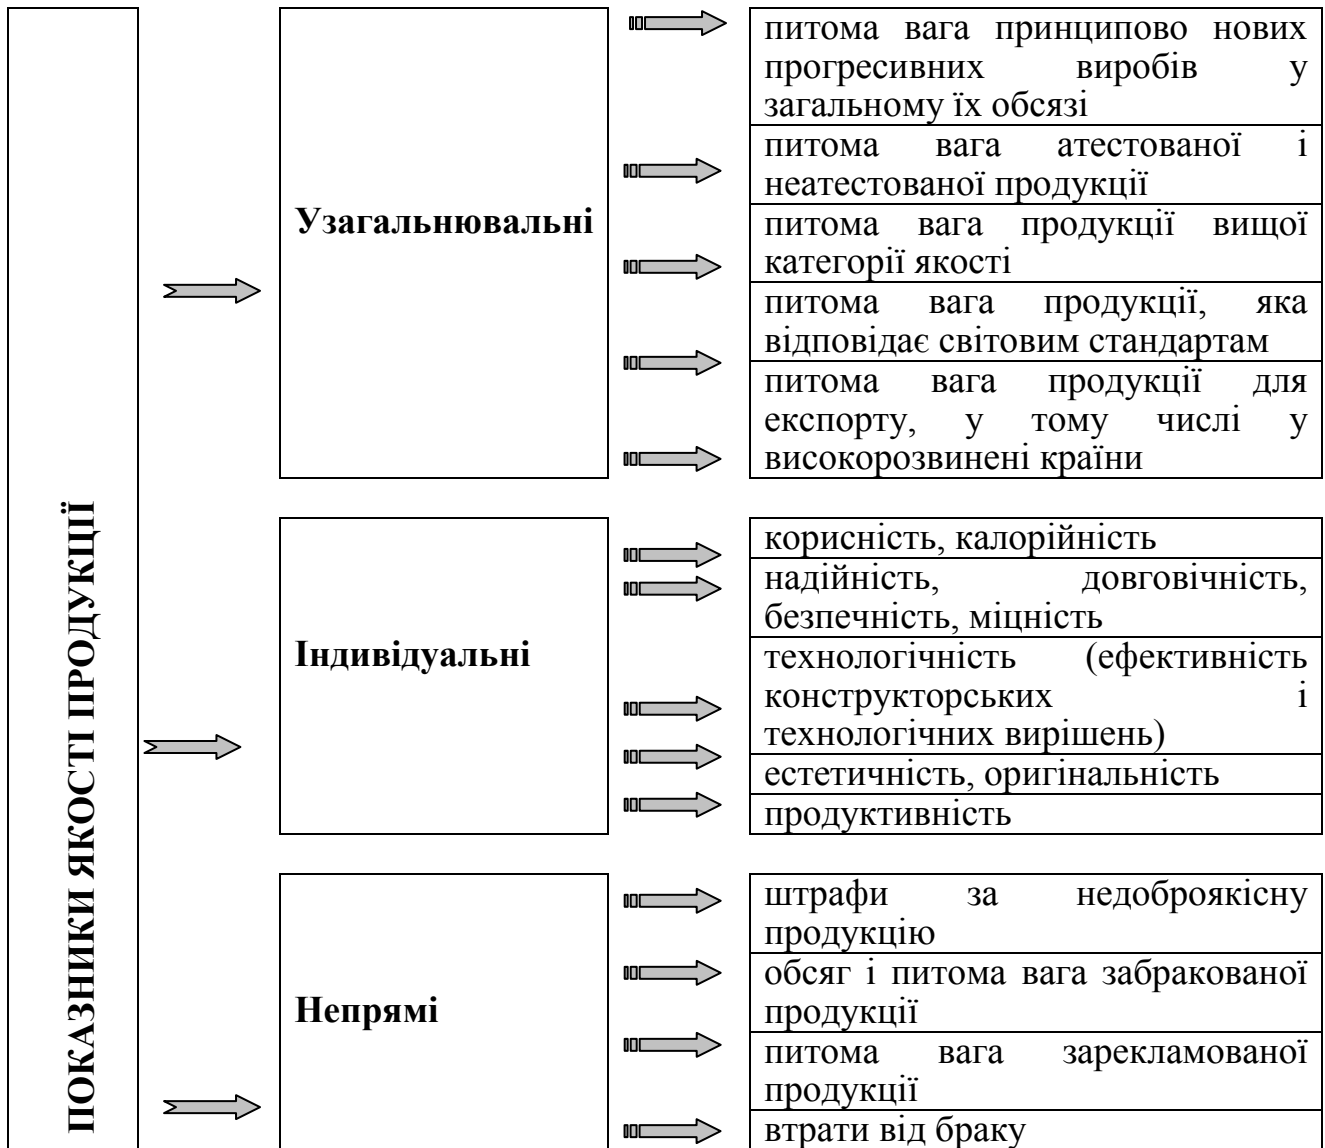 ПОКАЗНИКИ ЯКОСТІ ПРОДУКЦІЇ
Узагальнювальні
питома вага принципово нових
прогресивних виробів у
загальному їх обсязі
питома вага атестованої і
неатестованої продукції
питома вага продукції вищої
категорії якості
питома вага продукції, яка
відповідає світовим стандартам
питома вага продукції для
експорту, у тому числі у
високорозвинені країни
Індивідуальні
корисність, калорійність
надійність, довговічність,
безпечність, міцність
технологічність (ефективність
конструкторських і
технологічних вирішень)
естетичність, оригінальність
продуктивність
Непрямі
штрафи за недоброякісну
продукцію
обсяг і питома вага забракованої
продукції
питома вага зарекламованої
продукції
втрати від браку